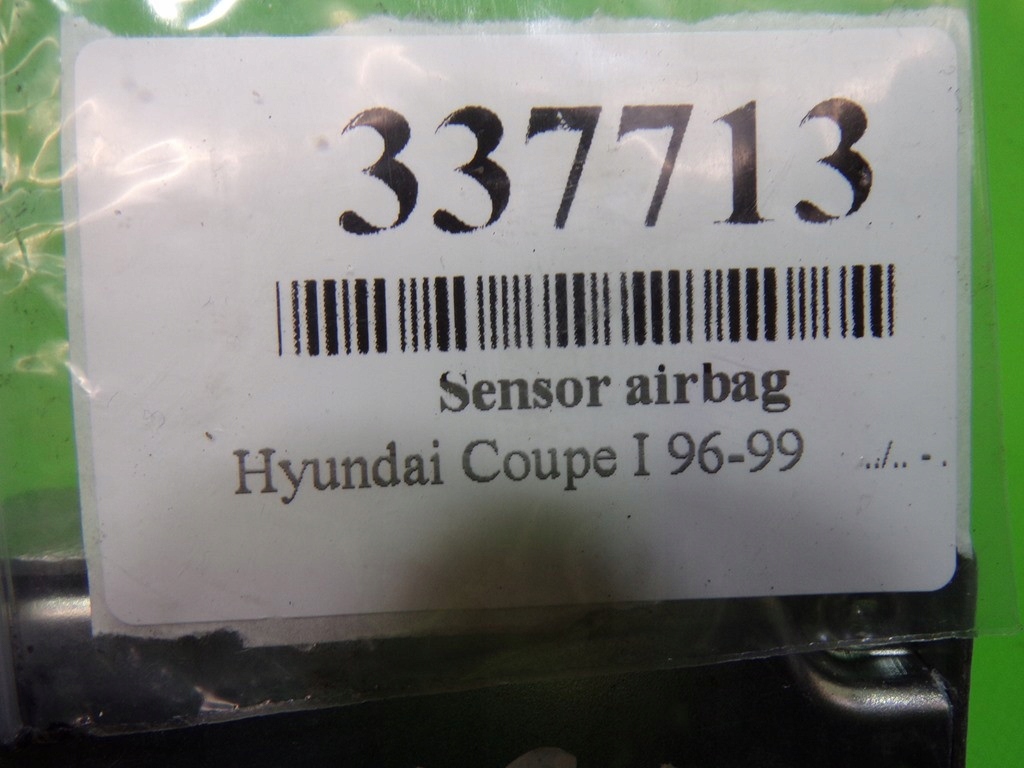 337713
Sensor airbag
Hyundai Coupe I 96-99 ../.. - .